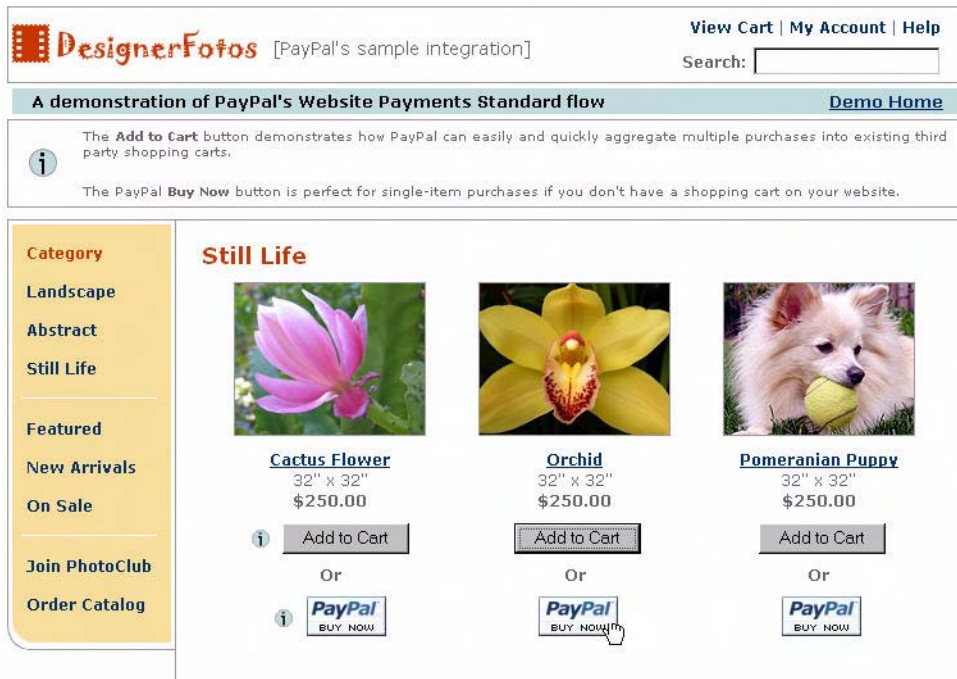 DesignerFotos [PayPal's sample integration]
View Cart | My Account | Help
Search:
A demonstration of PayPal's Website Payments Standard flow
Demo Home
The Add to Cart button demonstrates how PayPal can easily and quickly aggregate multiple purchases into existing third
party shopping carts.
The PayPal Buy Now button is perfect for single-item purchases if you don't have a shopping cart on your website.
Category
Landscape
Abstract
Still Life
Featured
New Arrivals
On Sale
Join PhotoClub
Order Catalog
Still Life
Cactus Flower
32" x 32"
$250.00
Add to Cart
Or
PayPal
BUY NOW
Orchid
32" x 32"
$250.00
Add to Cart
Or
PayPal
BUY NOW
Pomeranian Puppy
32" x 32"
$250.00
Add to Cart
Or
PayPal
BUY NOW